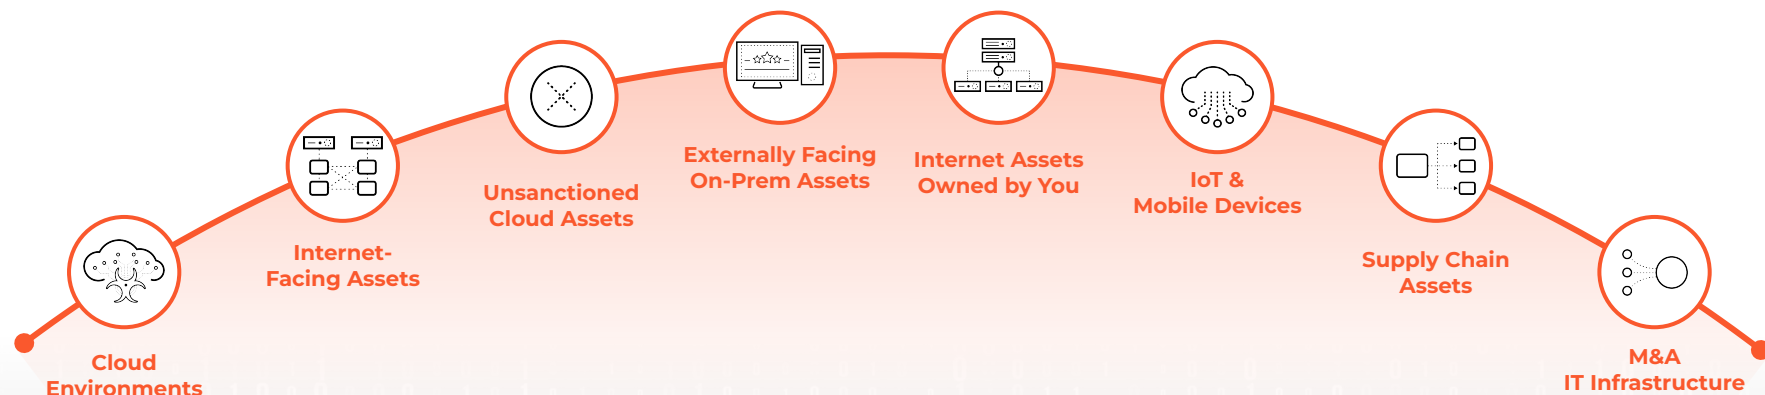 Cloud
Environments
Internet-
Facing Assets
Unsanctioned
Cloud Assets
Externally Facing
On-Prem Assets
Internet Assets
Owned by You
IoT &
Mobile Devices
Supply Chain
Assets
M&A
IT Infrastructure